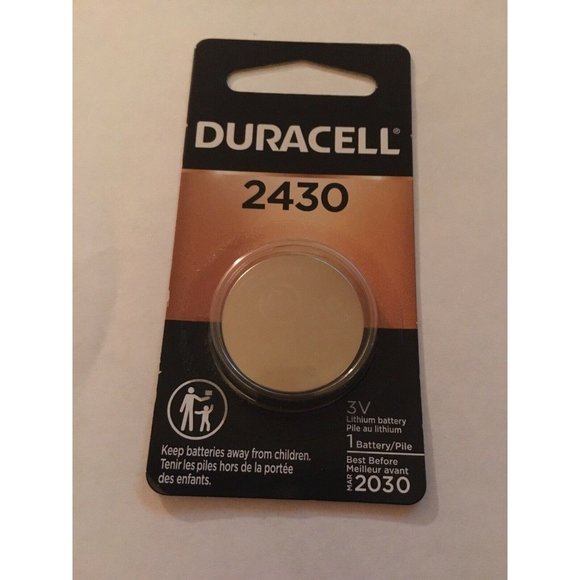 DURACELL®
2430
3V
Lithium battery
Pile au lithium
1 Battery/Pile
Best Before
Meilleur avant
MAR 2030
Keep batteries away from children.
Tenir les piles hors de la portée
des enfants.